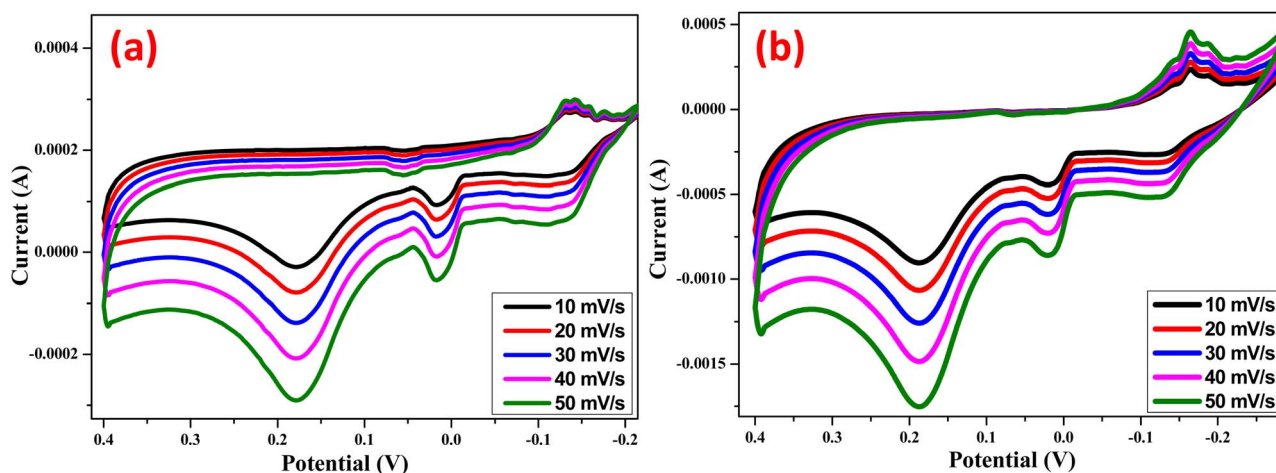 (a)
Current (A)
0.0004
0.0002
0.0000
-0.0002
10 mV/s
20 mV/s
30 mV/s
40 mV/s
50 mV/s
0.4 0.3 0.2 0.1 0.0 -0.1 -0.2
Potential (V)
(b)
Current (A)
0.0005
0.0000
-0.0005
-0.0010
-0.0015
10 mV/s
20 mV/s
30 mV/s
40 mV/s
50 mV/s
0.4 0.3 0.2 0.1 0.0 -0.1 -0.2
Potential (V)